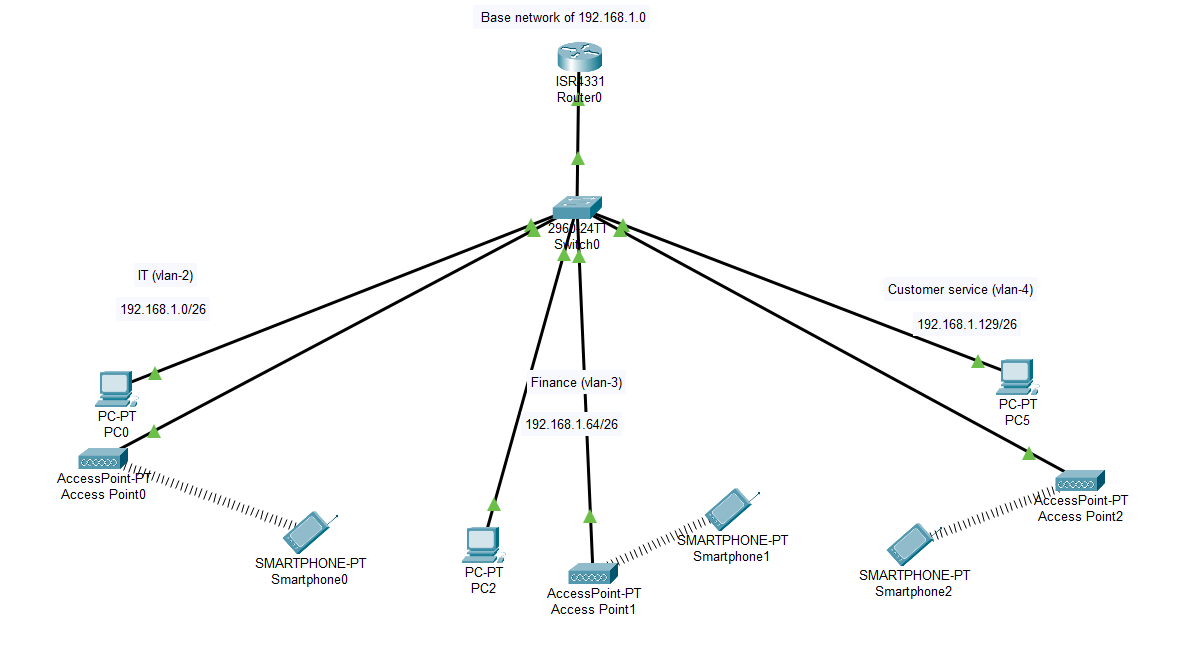 Base network of 192.168.1.0
ISR4331
Router0
2960-24TT
Switch0
IT (vlan-2)
192.168.1.0/26
Customer service (vlan-4)
192.168.1.129/26
PC-PT
PC0
Finance (vlan-3)
192.168.1.64/26
PC-PT
PC5
AccessPoint-PT
Access Point0
AccessPoint-PT
Access Point2
SMARTPHONE-PT
Smartphone0
PC-PT
PC2
SMARTPHONE-PT
Smartphone1
AccessPoint-PT
Access Point1
SMARTPHONE-PT
Smartphone2